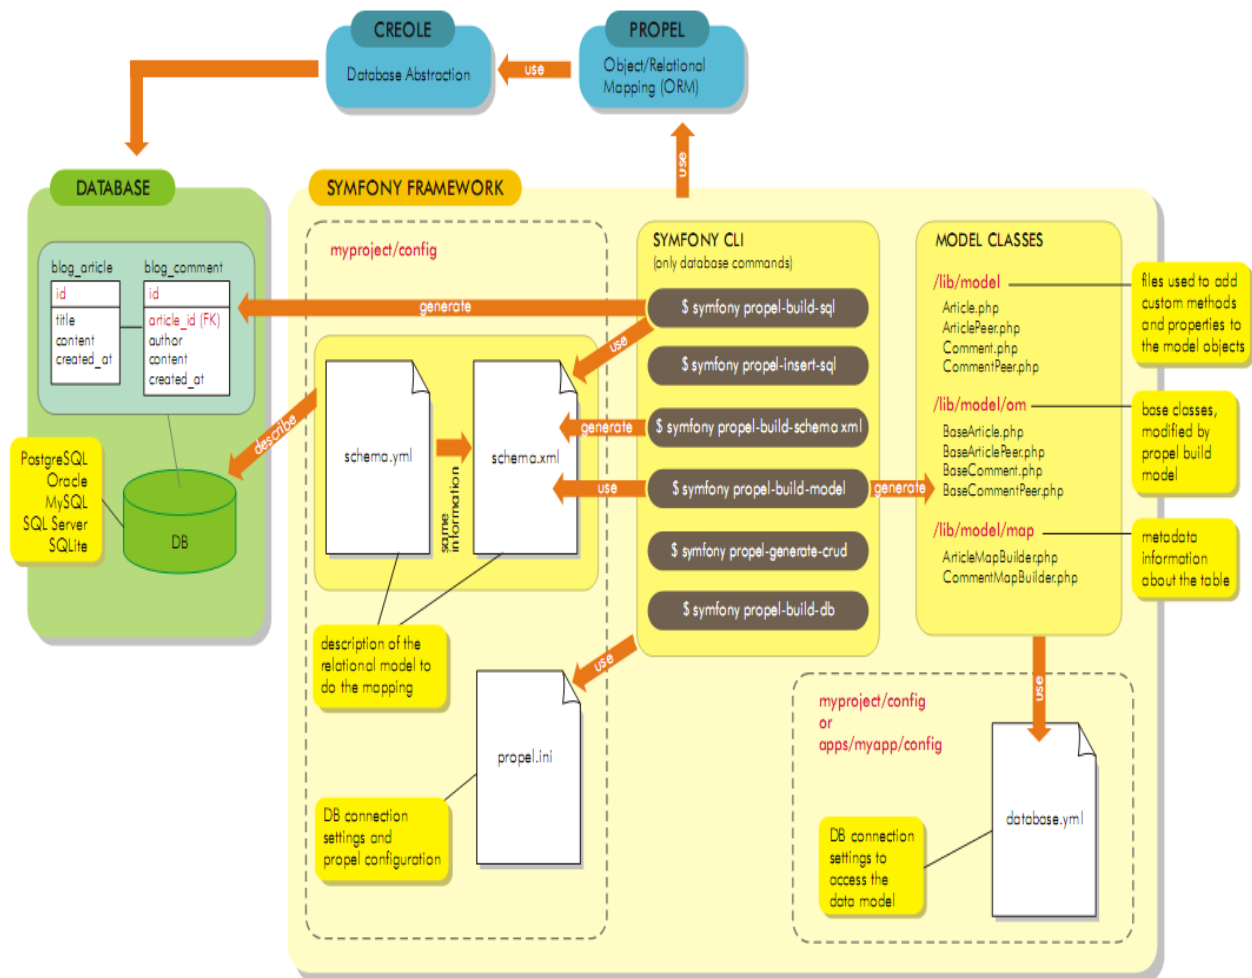 CREOLE
Database Abstraction
use
PROPEL
Object/Relational
Mapping (ORM)
use
DATABASE
blog_article
id
title
content
created_at
blog_comment
id
article_id (FK)
author
content
created_at
PostgreSQL
Oracle
MySQL
SQL Server
SQLite
DB
SYMFONY FRAMEWORK
myproject/config
generate
describe
schema.yml
same
information
schema.xml
use
generate
use
description of the
relational model to
do the mapping
use
propel.ini
DB connection
settings and
propel configuration
SYMFONY CLI
(only database commands)
$ symfony propel-build-sql
$ symfony propel-insert-sql
$ symfony propel-build-schema xml
$ symfony propel-build-model
$ symfony propel-generate-crud
$ symfony propel-build-db
generate
MODEL CLASSES
/lib/model
Article.php
ArticlePeer.php
Comment.php
CommentPeer.php
/lib/model/om
BaseArticle.php
BaseArticlePeer.php
BaseComment.php
BaseCommentPeer.php
/lib/model/map
ArticleMapBuilder.php
CommentMapBuilder.php
files used to add
custom methods
and properties to
the model objects
base classes,
modified by
propel build
model
metadata
information
about the table
use
myproject/config
or
apps/myapp/config
database.yml
DB connection
settings to
access the
data model